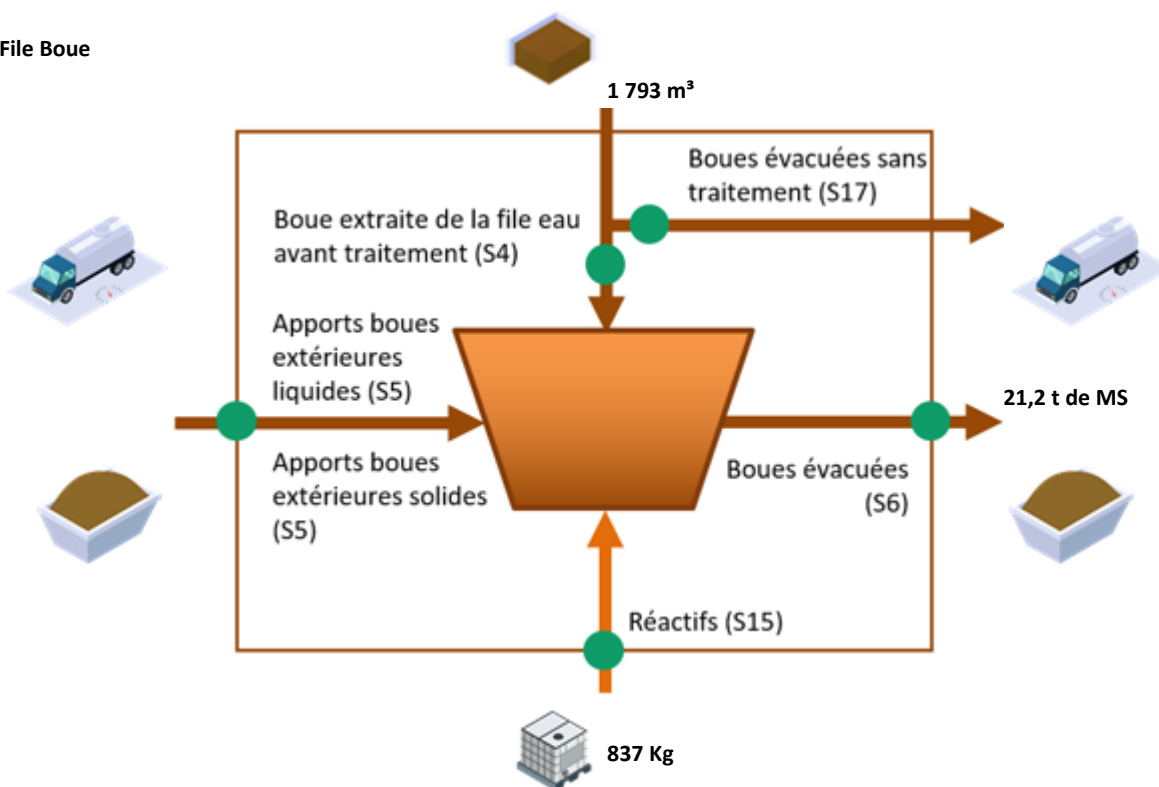 File Boue
1 793 m³
Boues évacuées sans
traitement (S17)
Boue extraite de la file eau
avant traitement (S4)
Apports boues
extérieures
liquides (S5)
21,2 t de MS
Apports boues
extérieures solides
(S5)
Boues évacuées
(S6)
Réactifs (S15)
837 Kg